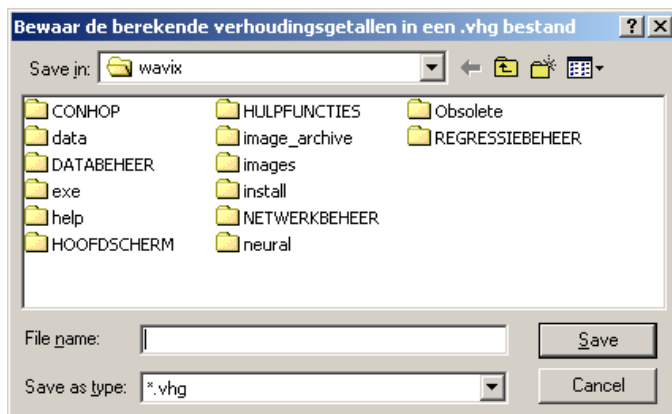 Bewaar de berekende verhoudingsgetallen in een .vhg bestand
Save in: wavix
CONHOP HULPFUNCTIES Obsolete
data image_archive REGRESSIEBEHEER
DATABEHEER images
exe install
help NETWERKBEHEER
HOOFDSCHERM neural
File name: Save
Save as type: *.vhg Cancel